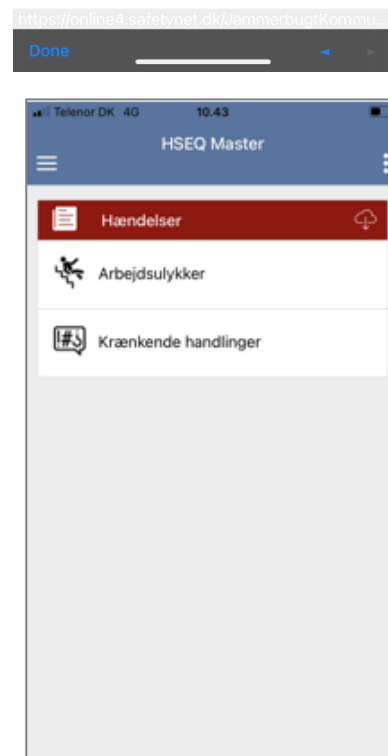 https://online4.safetynet.dk/JammerbugtKommu...
Done
Telenor DK 4G 10.43
HSEQ Master
Hændelser
Arbejdsulykker
!#§
Krænkende handlinger